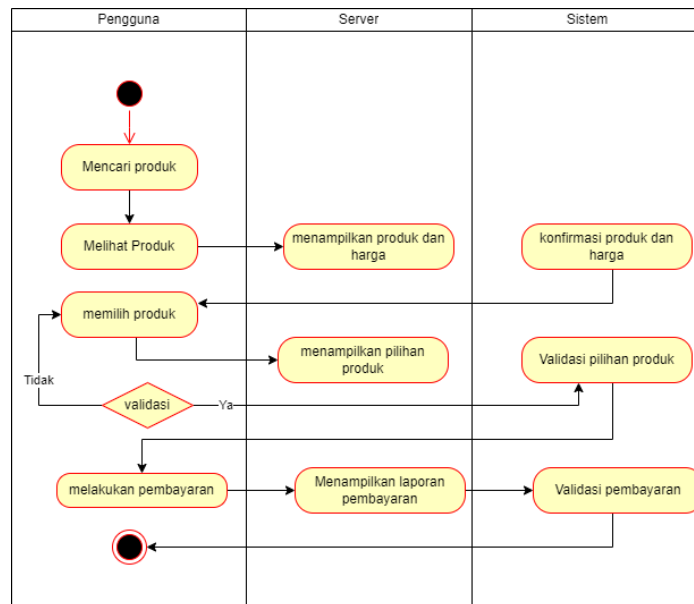 Pengguna
Server
Sistem
Mencari produk
Melihat Produk
menampilkan produk dan
harga
konfirmasi produk dan
harga
memilih produk
menampilkan pilihan
produk
Validasi pilihan produk
Tidak
validasi
Ya
melakukan pembayaran
Menampilkan laporan
pembayaran
Validasi pembayaran